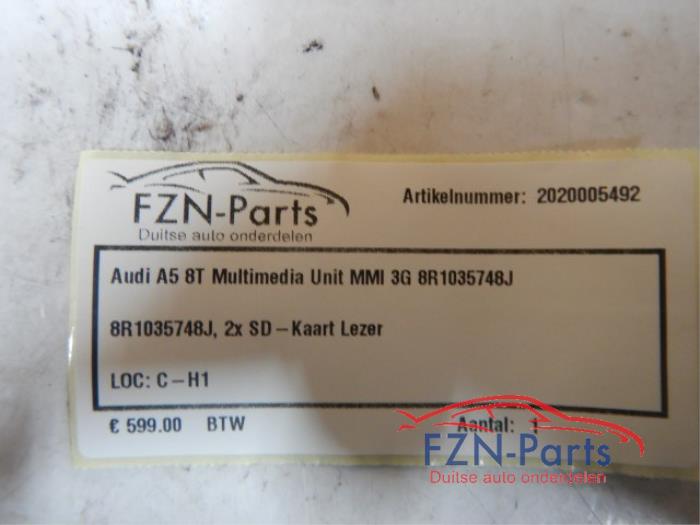 FZN-Parts
Duitse auto onderdelen
Artikelnummer: 2020005492
Audi A5 8T Multimedia Unit MMI 3G 8R1035748J
8R1035748J, 2x SD-Kaart Lezer
LOC: C-H1
€ 599.00 BTW Aantal: 1
FZN-Parts
Duitse auto onderdelen